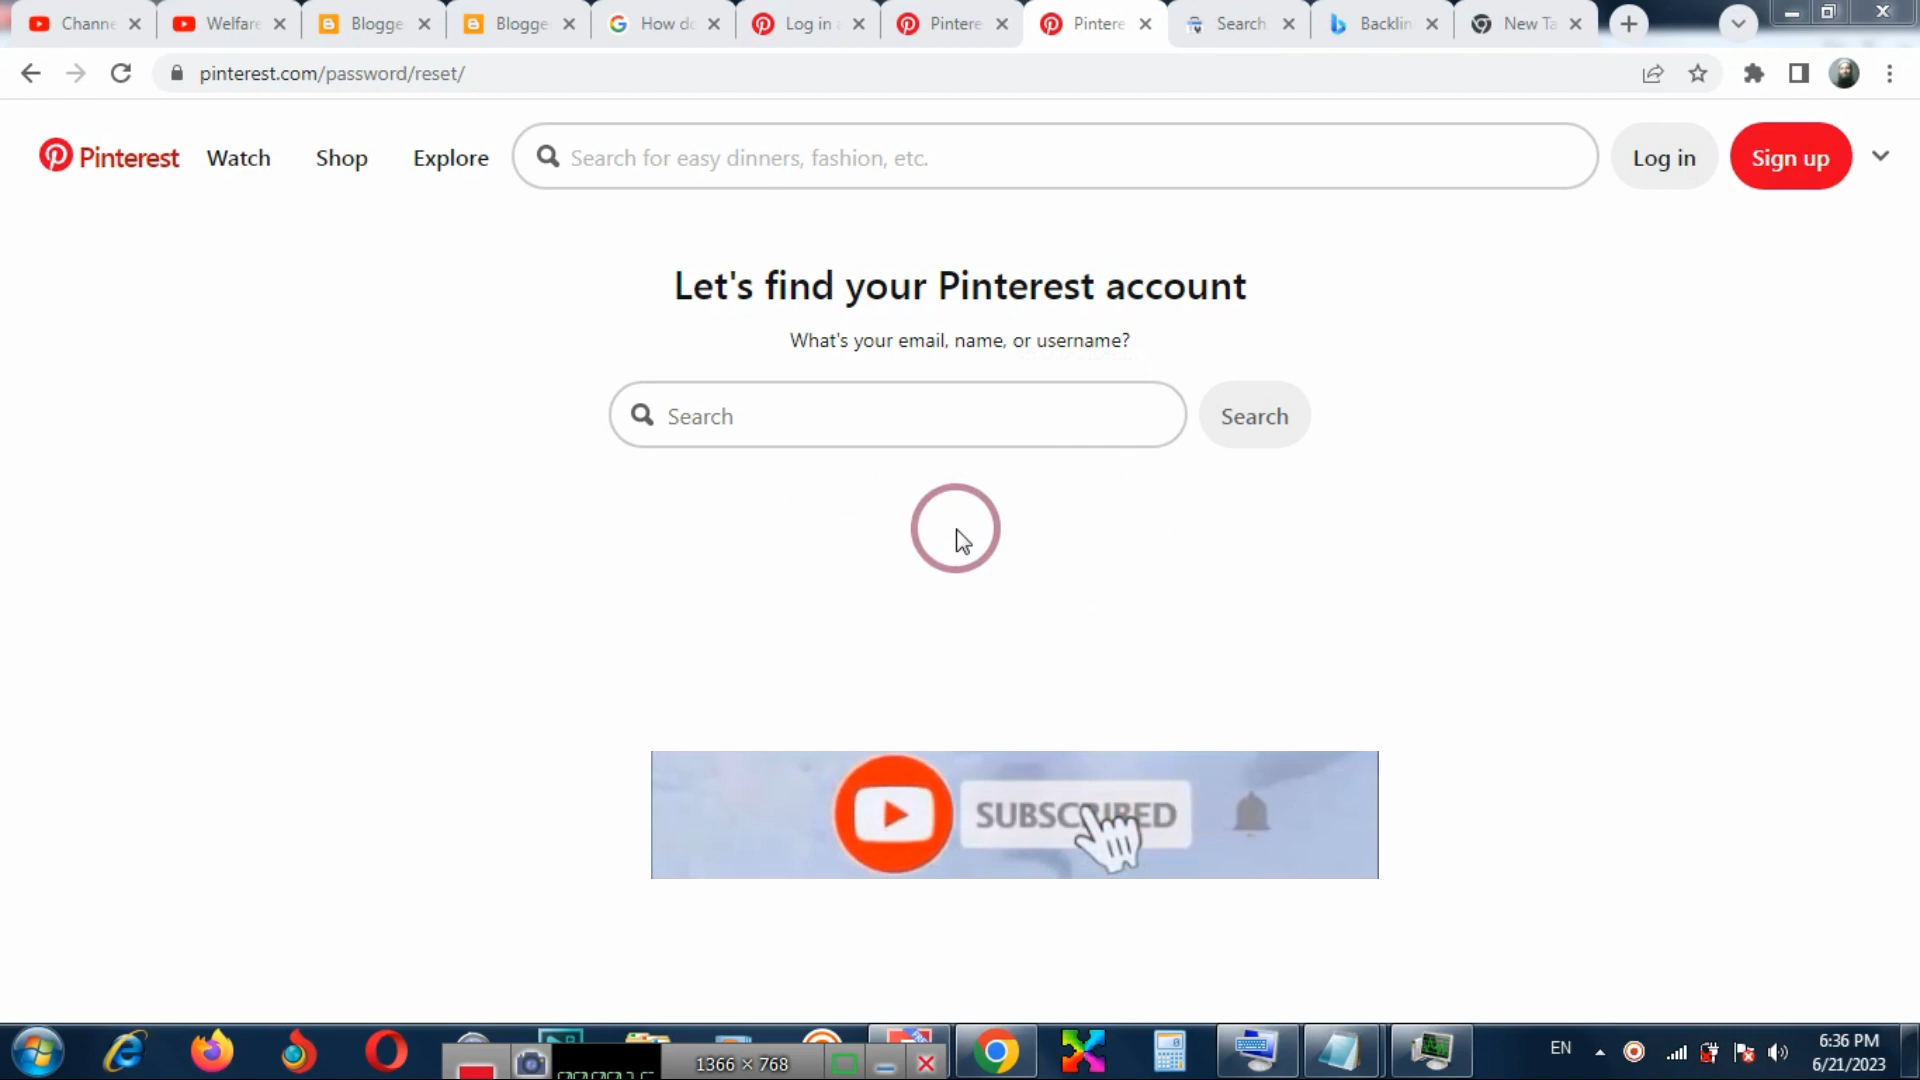 Channe
Welfare
Blogge
Blogge
How do
Log in a
Pintere
Pintere
Search
Backlin
New Ta
pinterest.com/password/reset/
Pinterest
Watch
Shop
Explore
Search for easy dinners, fashion, etc.
Log in
Sign up
Let's find your Pinterest account
What's your email, name, or username?
Search
Search
SUBSCRIBED
1366 × 768
EN
6:36 PM
6/21/2023